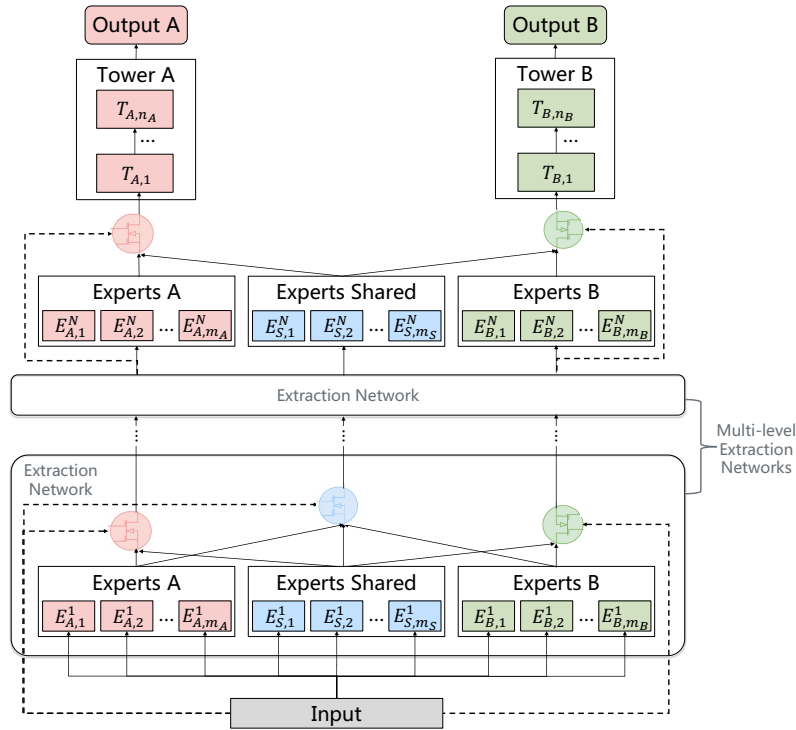 Output A
Output B
Tower A
Tower B
T_{A,n_A}
T_{B,n_B}
...
...
T_{A,1}
T_{B,1}
Experts A
Experts Shared
Experts B
E^N_{A,1} E^N_{A,2} ... E^N_{A,m_A}
E^N_{S,1} E^N_{S,2} ... E^N_{S,m_S}
E^N_{B,1} E^N_{B,2} ... E^N_{B,m_B}
Extraction Network
...
...
...
Multi-level
Extraction
Networks
Extraction
Network
Experts A
Experts Shared
Experts B
E^1_{A,1} E^1_{A,2} ... E^1_{A,m_A}
E^1_{S,1} E^1_{S,2} ... E^1_{S,m_S}
E^1_{B,1} E^1_{B,2} ... E^1_{B,m_B}
Input